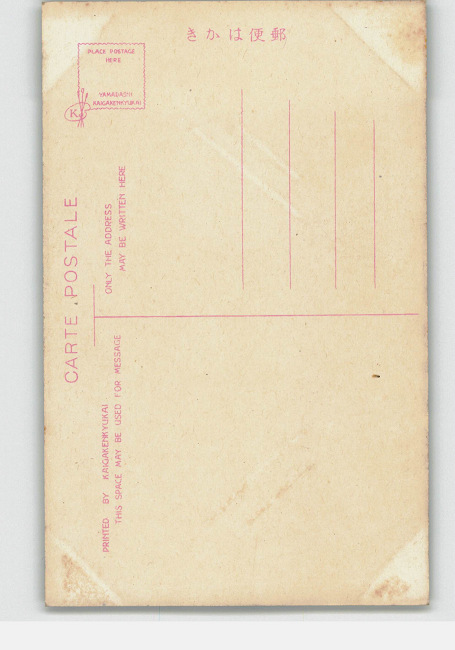 きかは便郵
PLACE POSTAGE
HERE
YAMADASHI
KAIGAKENKYUKAI
K
CARTE POSTALE
ONLY THE ADDRESS
MAY BE WRITTEN HERE
PRINTED BY KAIGAKENKYUKAI
THIS SPACE MAY BE USED FOR MESSAGE